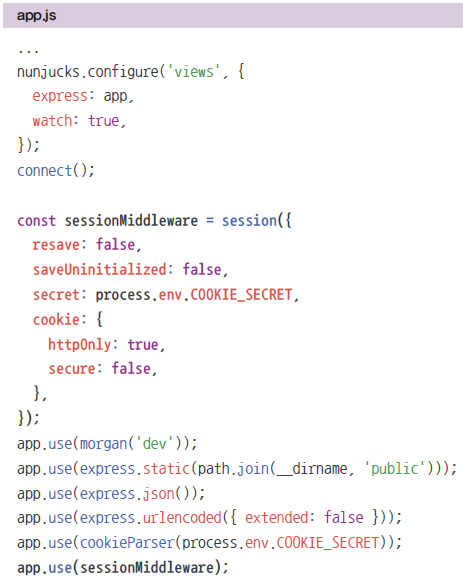 app.js
...
nunjucks.configure('views', {
  express: app,
  watch: true,
});
connect();

const sessionMiddleware = session({
  resave: false,
  saveUninitialized: false,
  secret: process.env.COOKIE_SECRET,
  cookie: {
    httpOnly: true,
    secure: false,
  },
});
app.use(morgan('dev'));
app.use(express.static(path.join(__dirname, 'public')));
app.use(express.json());
app.use(express.urlencoded({ extended: false }));
app.use(cookieParser(process.env.COOKIE_SECRET));
app.use(sessionMiddleware);